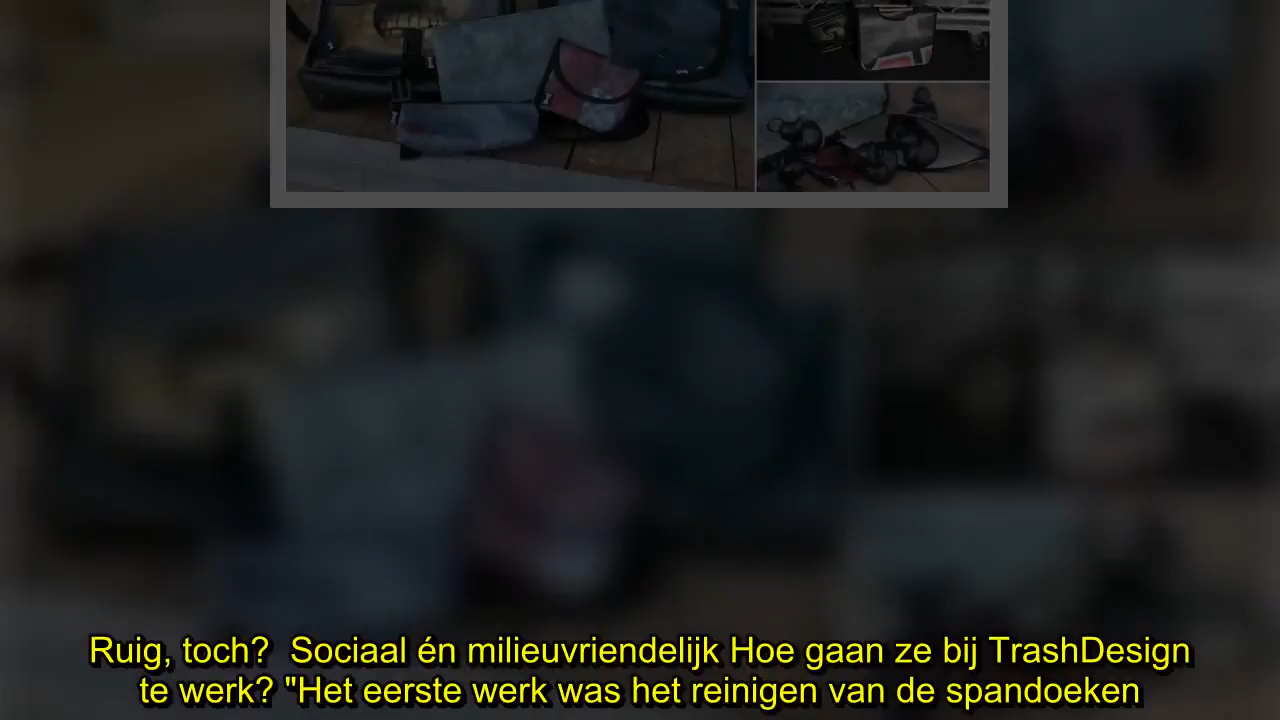 Ruig, toch?  Sociaal én milieuvriendelijk Hoe gaan ze bij TrashDesign
te werk? "Het eerste werk was het reinigen van de spandoeken